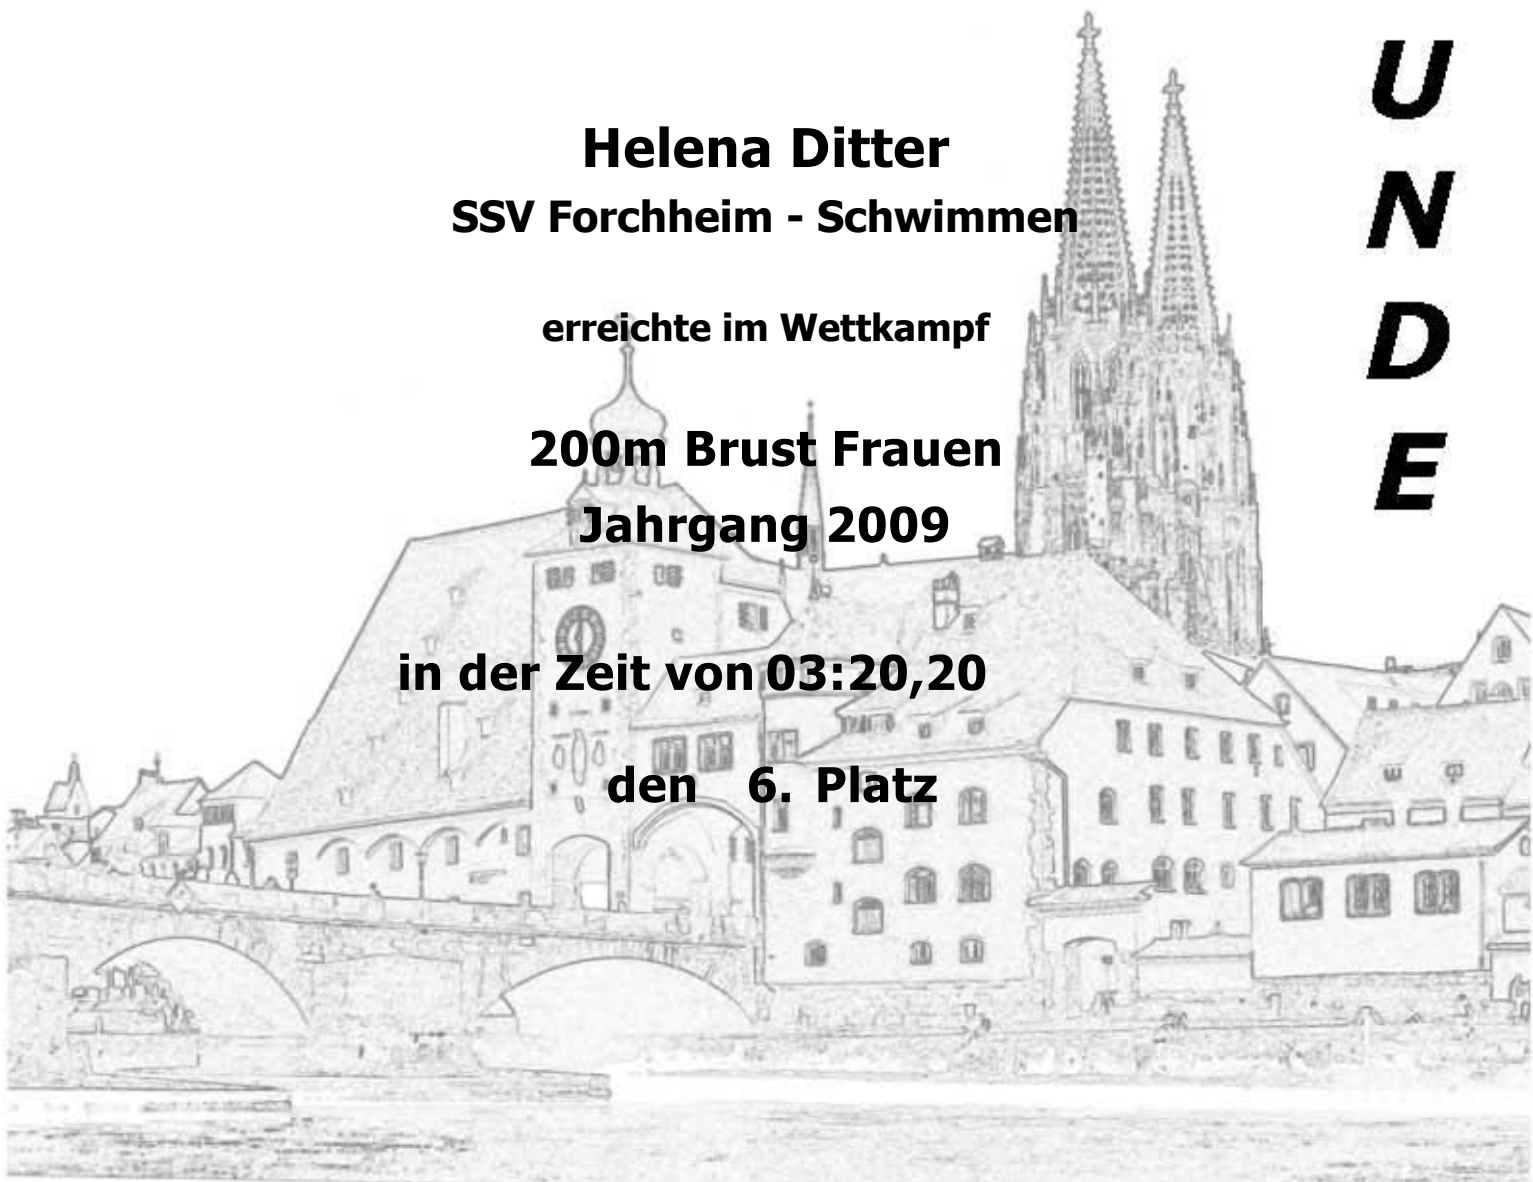 Helena Ditter
SSV Forchheim - Schwimmen
erreichte im Wettkampf
200m Brust Frauen
Jahrgang 2009
in der Zeit von 03:20,20
den 6. Platz
U
N
D
E